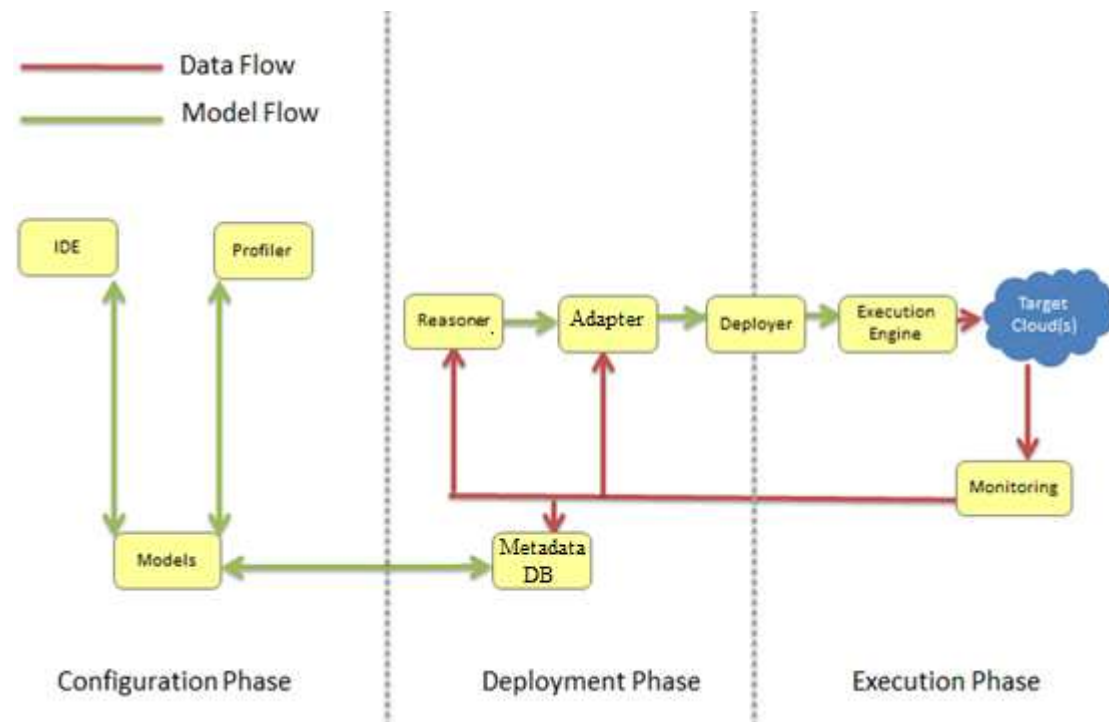 Data Flow
Model Flow
IDE
Profiler
Reasoner
Adapter
Deployer
Execution
Engine
Target
Cloud(s)
Monitoring
Models
Metadata
DB
Configuration Phase
Deployment Phase
Execution Phase